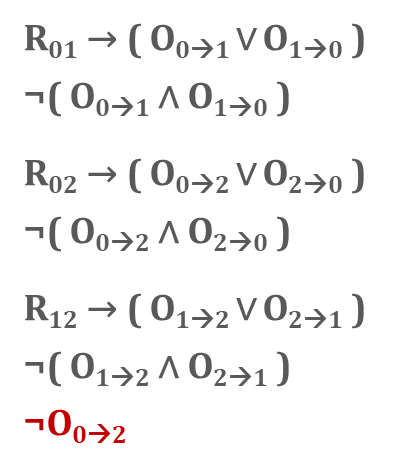 R₀₁ → ( O₀→₁ ∨ O₁→₀ )
¬( O₀→₁ ∧ O₁→₀ )
R₀₂ → ( O₀→₂ ∨ O₂→₀ )
¬( O₀→₂ ∧ O₂→₀ )
R₁₂ → ( O₁→₂ ∨ O₂→₁ )
¬( O₁→₂ ∧ O₂→₁ )
¬O₀→₂